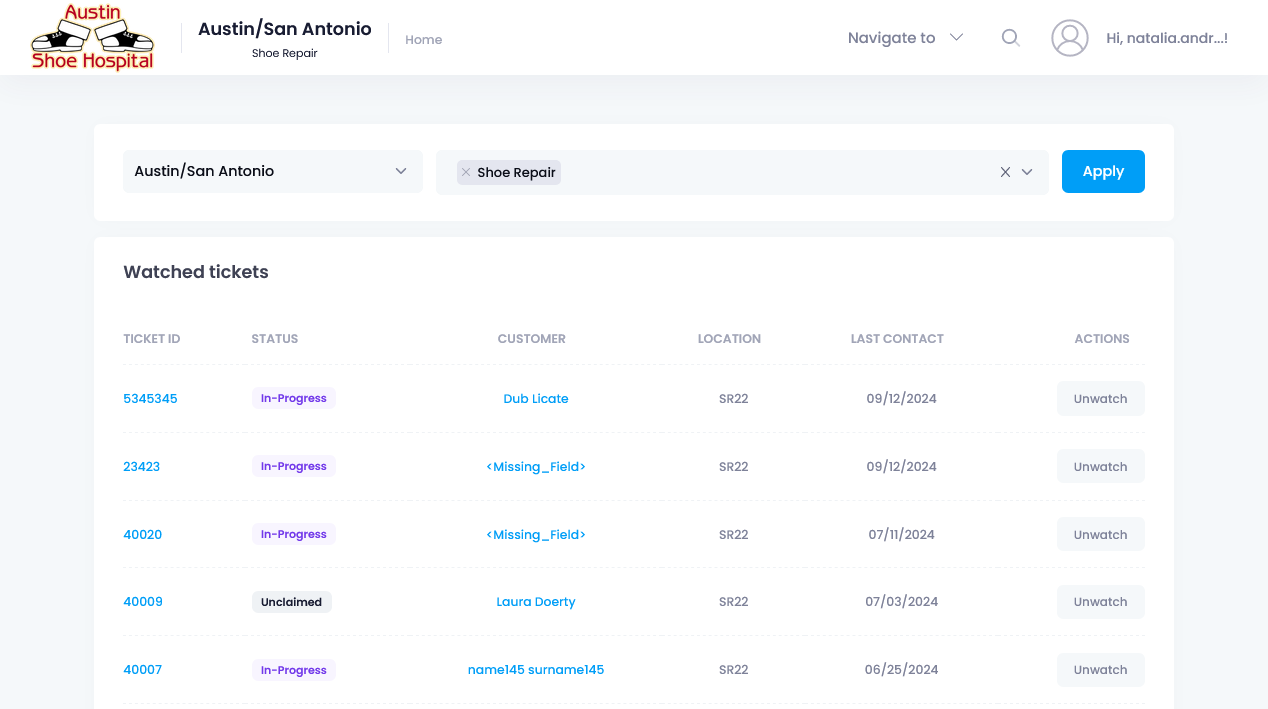 Austin
Shoe Hospital
Austin/San Antonio
Shoe Repair
Home
Navigate to
Hi, natalia.andr...!
Austin/San Antonio
Shoe Repair
Apply
Watched tickets
TICKET ID STATUS CUSTOMER LOCATION LAST CONTACT ACTIONS
5345345 In-Progress Dub Licate SR22 09/12/2024 Unwatch
23423 In-Progress <Missing_Field> SR22 09/12/2024 Unwatch
40020 In-Progress <Missing_Field> SR22 07/11/2024 Unwatch
40009 Unclaimed Laura Doerty SR22 07/03/2024 Unwatch
40007 In-Progress name145 surname145 SR22 06/25/2024 Unwatch